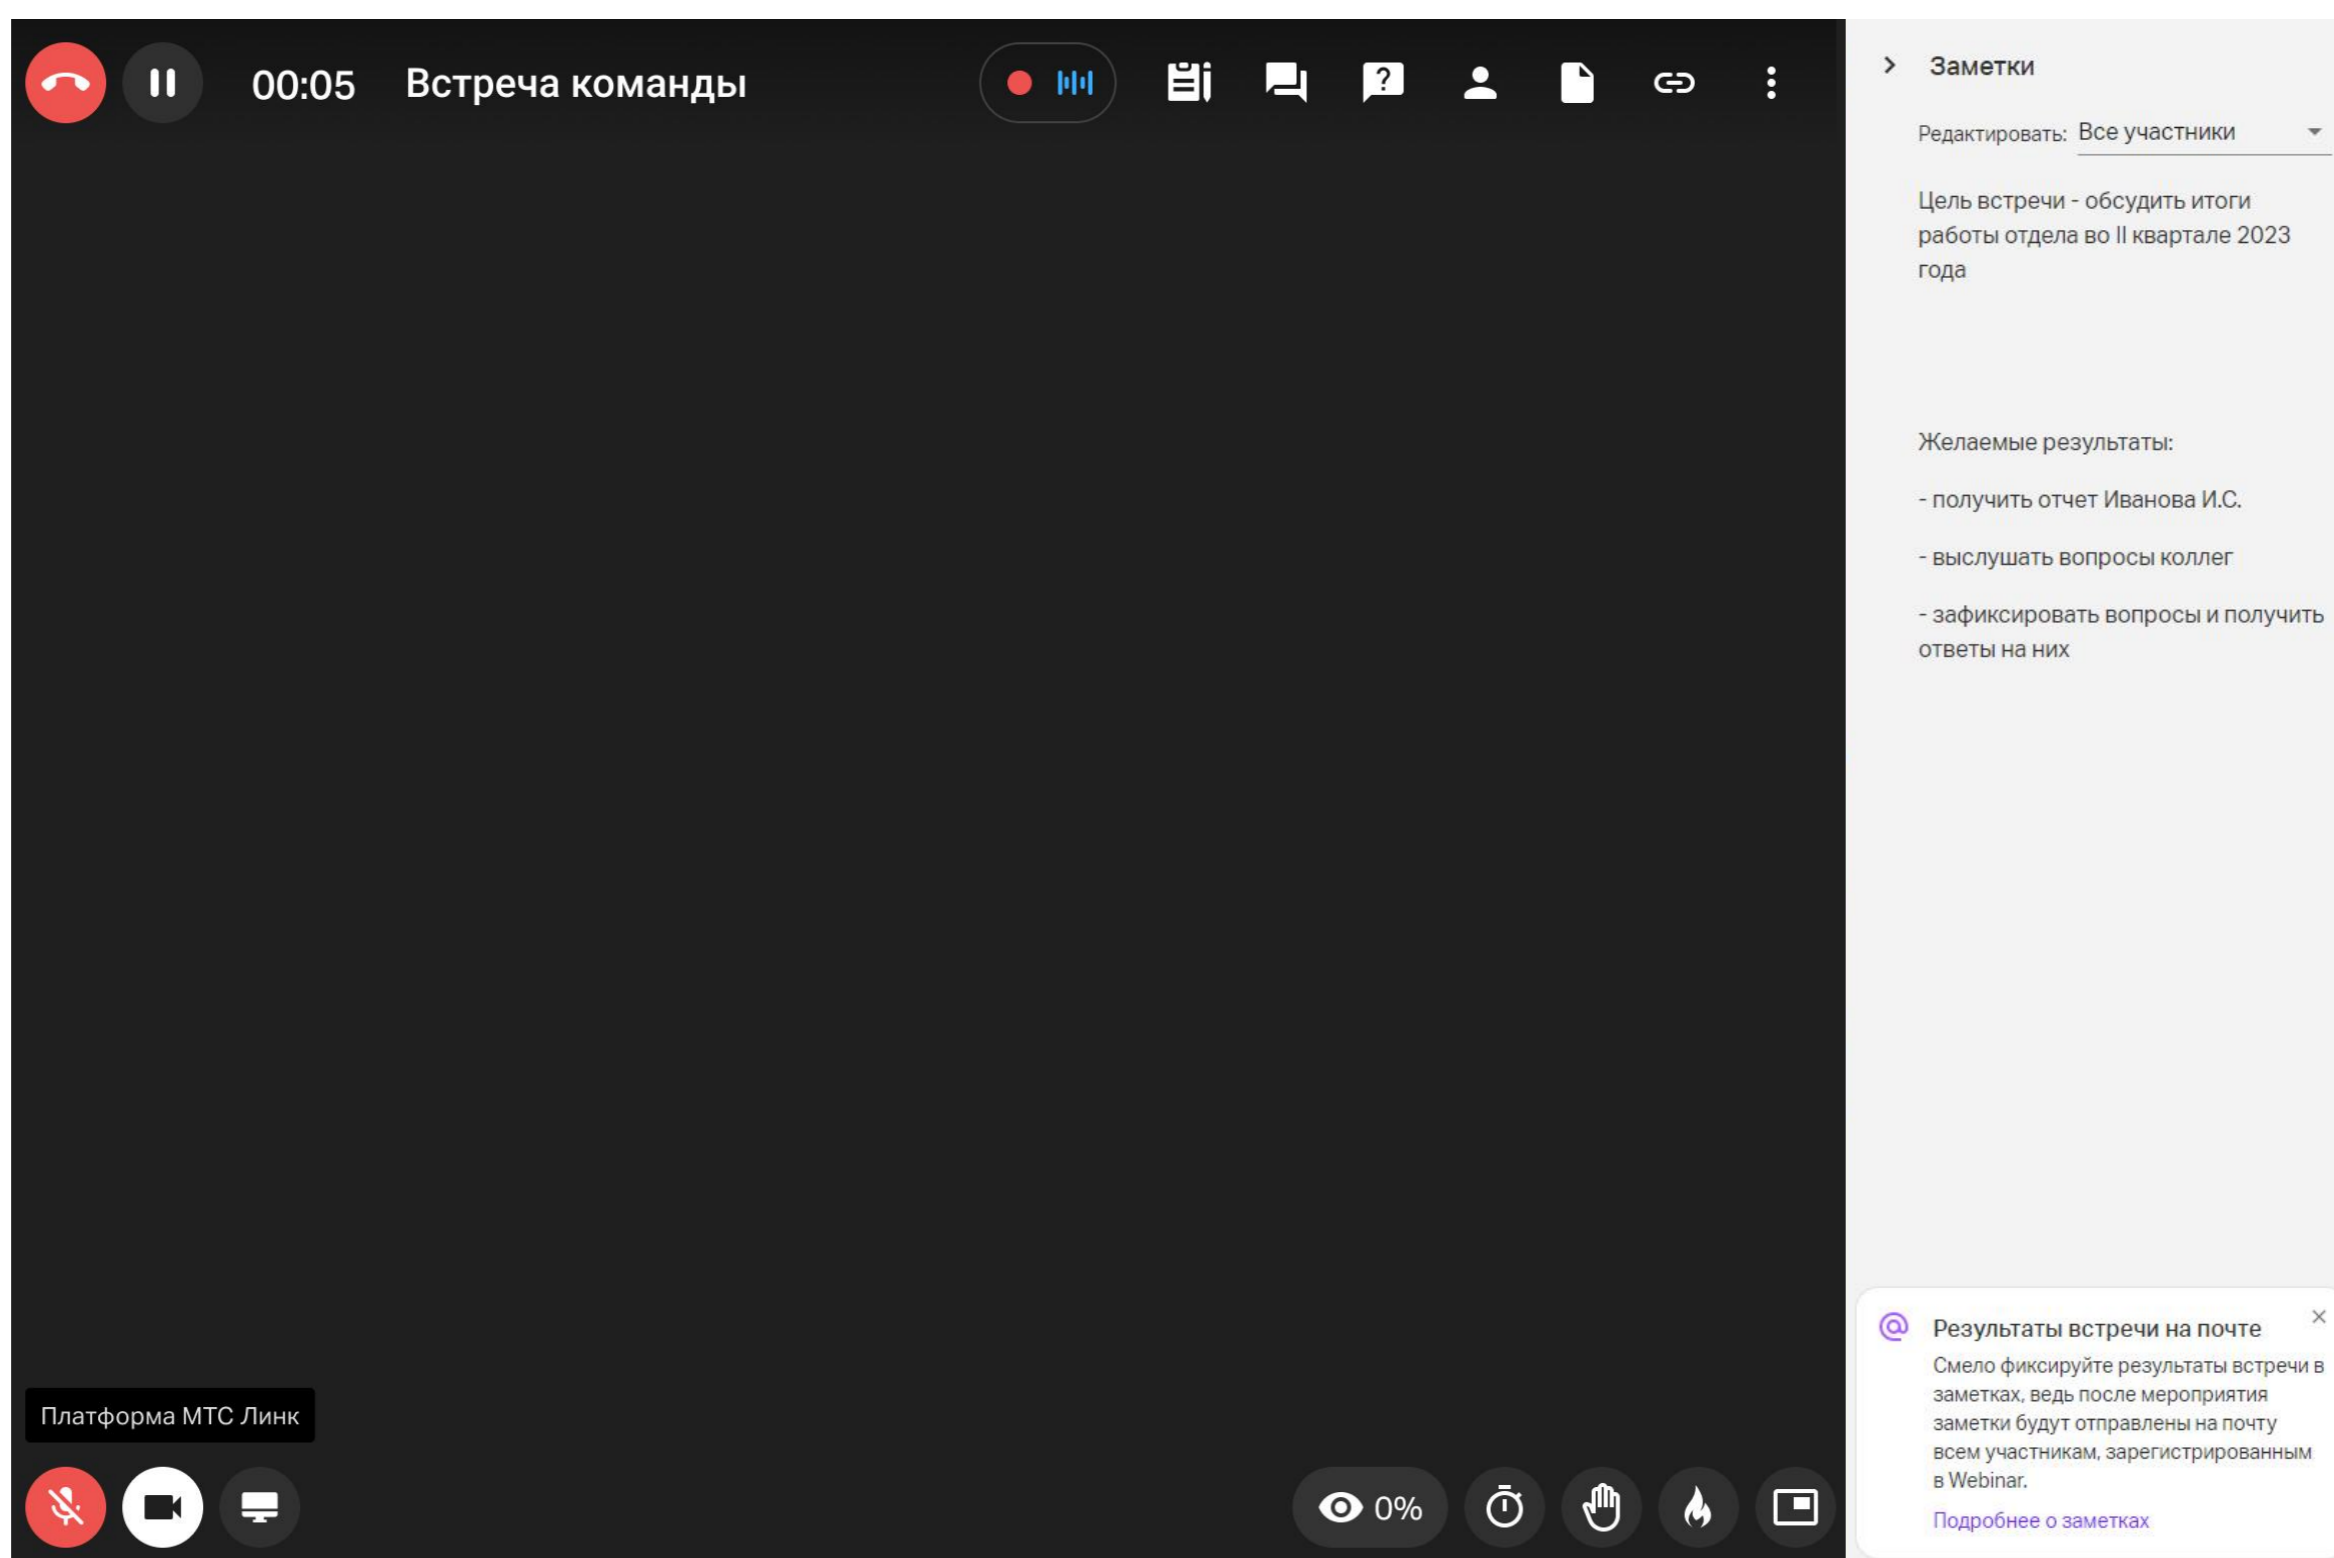 00:05 Встреча команды
Заметки
Редактировать: Все участники
Цель встречи - обсудить итоги
работы отдела во II квартале 2023
года
Желаемые результаты:
- получить отчет Иванова И.С.
- выслушать вопросы коллег
- зафиксировать вопросы и получить
ответы на них
Результаты встречи на почте
Смело фиксируйте результаты встречи в
заметках, ведь после мероприятия
заметки будут отправлены на почту
всем участникам, зарегистрированным
в Webinar.
Подробнее о заметках
Платформа МТС Линк
0%